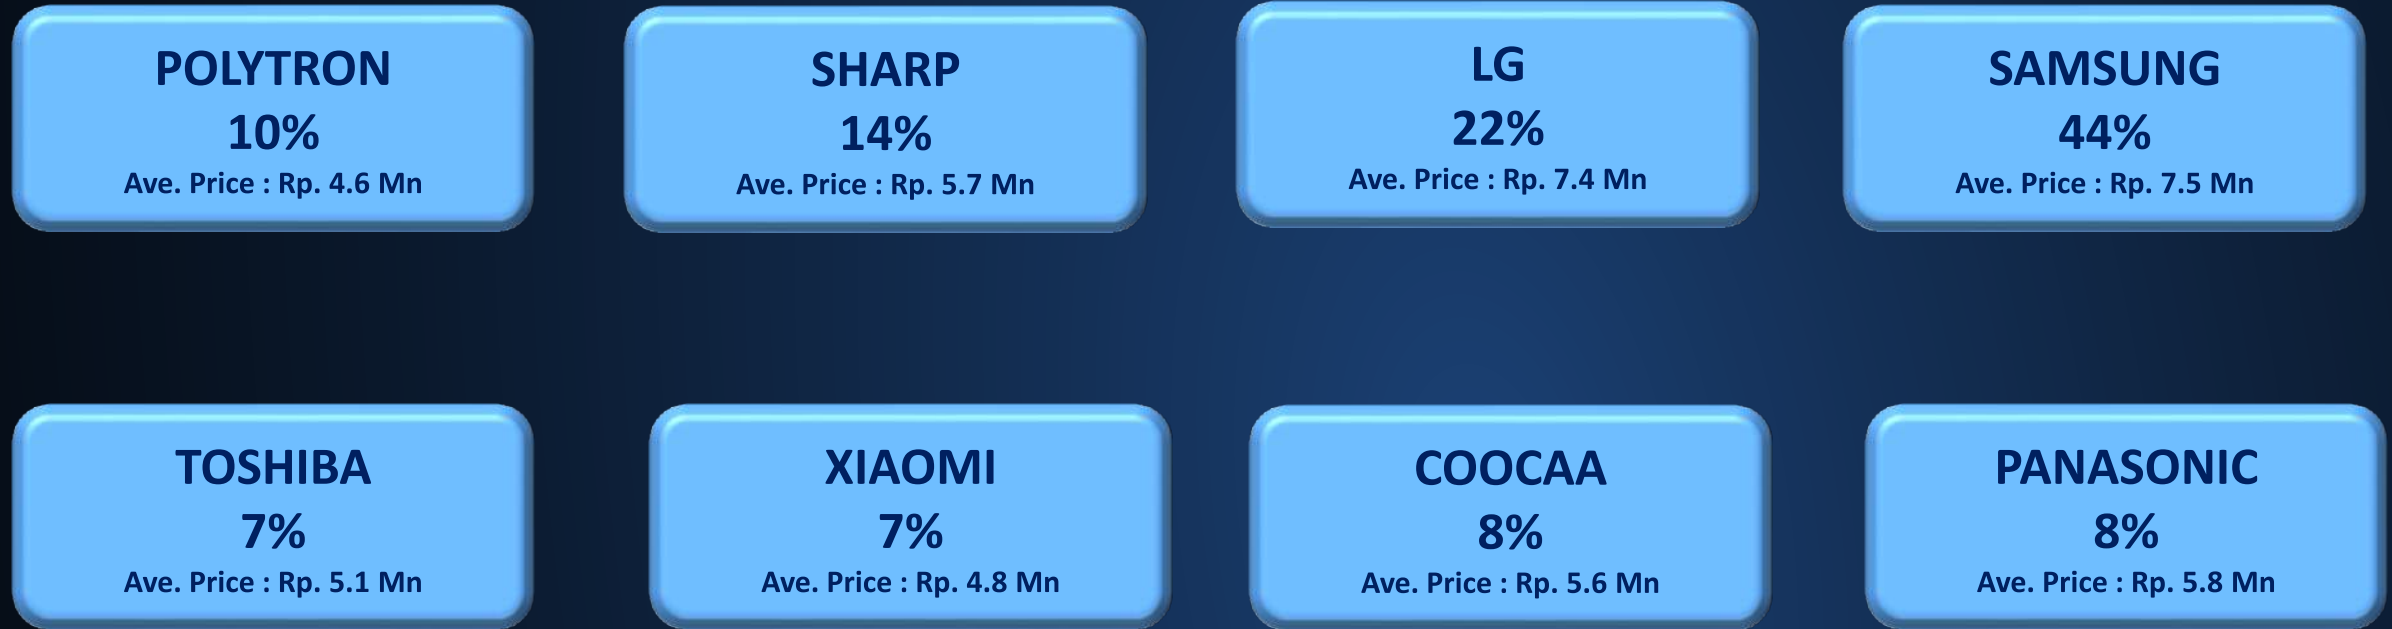 POLYTRON
10%
Ave. Price : Rp. 4.6 Mn
SHARP
14%
Ave. Price : Rp. 5.7 Mn
LG
22%
Ave. Price : Rp. 7.4 Mn
SAMSUNG
44%
Ave. Price : Rp. 7.5 Mn
TOSHIBA
7%
Ave. Price : Rp. 5.1 Mn
XIAOMI
7%
Ave. Price : Rp. 4.8 Mn
COOCAA
8%
Ave. Price : Rp. 5.6 Mn
PANASONIC
8%
Ave. Price : Rp. 5.8 Mn